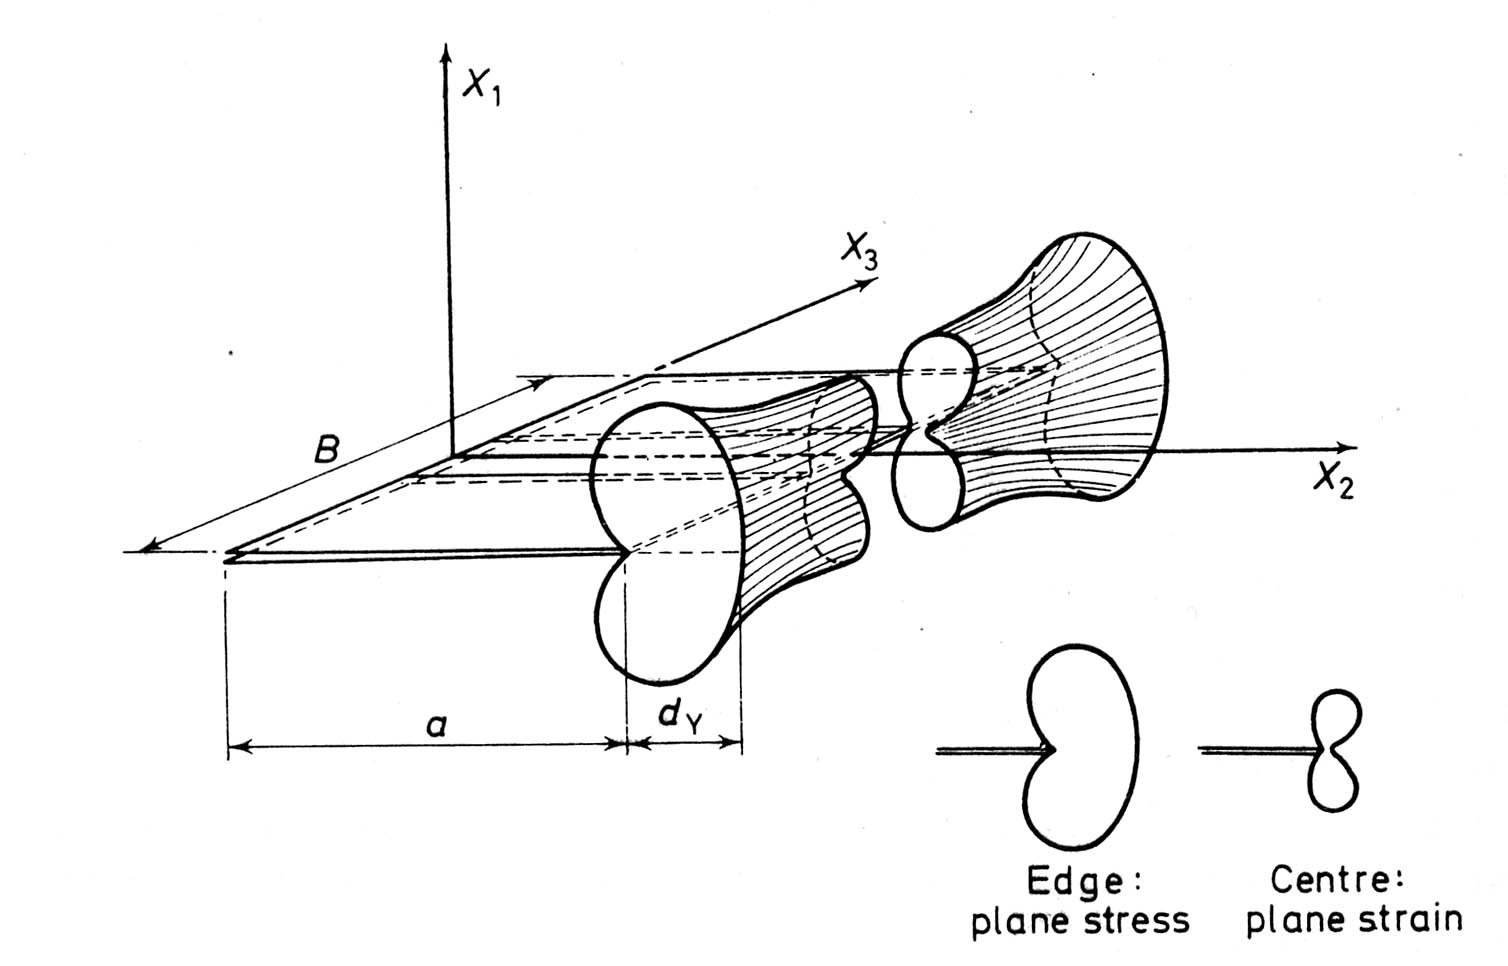 X1
X3
B
X2
a
dY
Edge:
plane stress
Centre:
plane strain